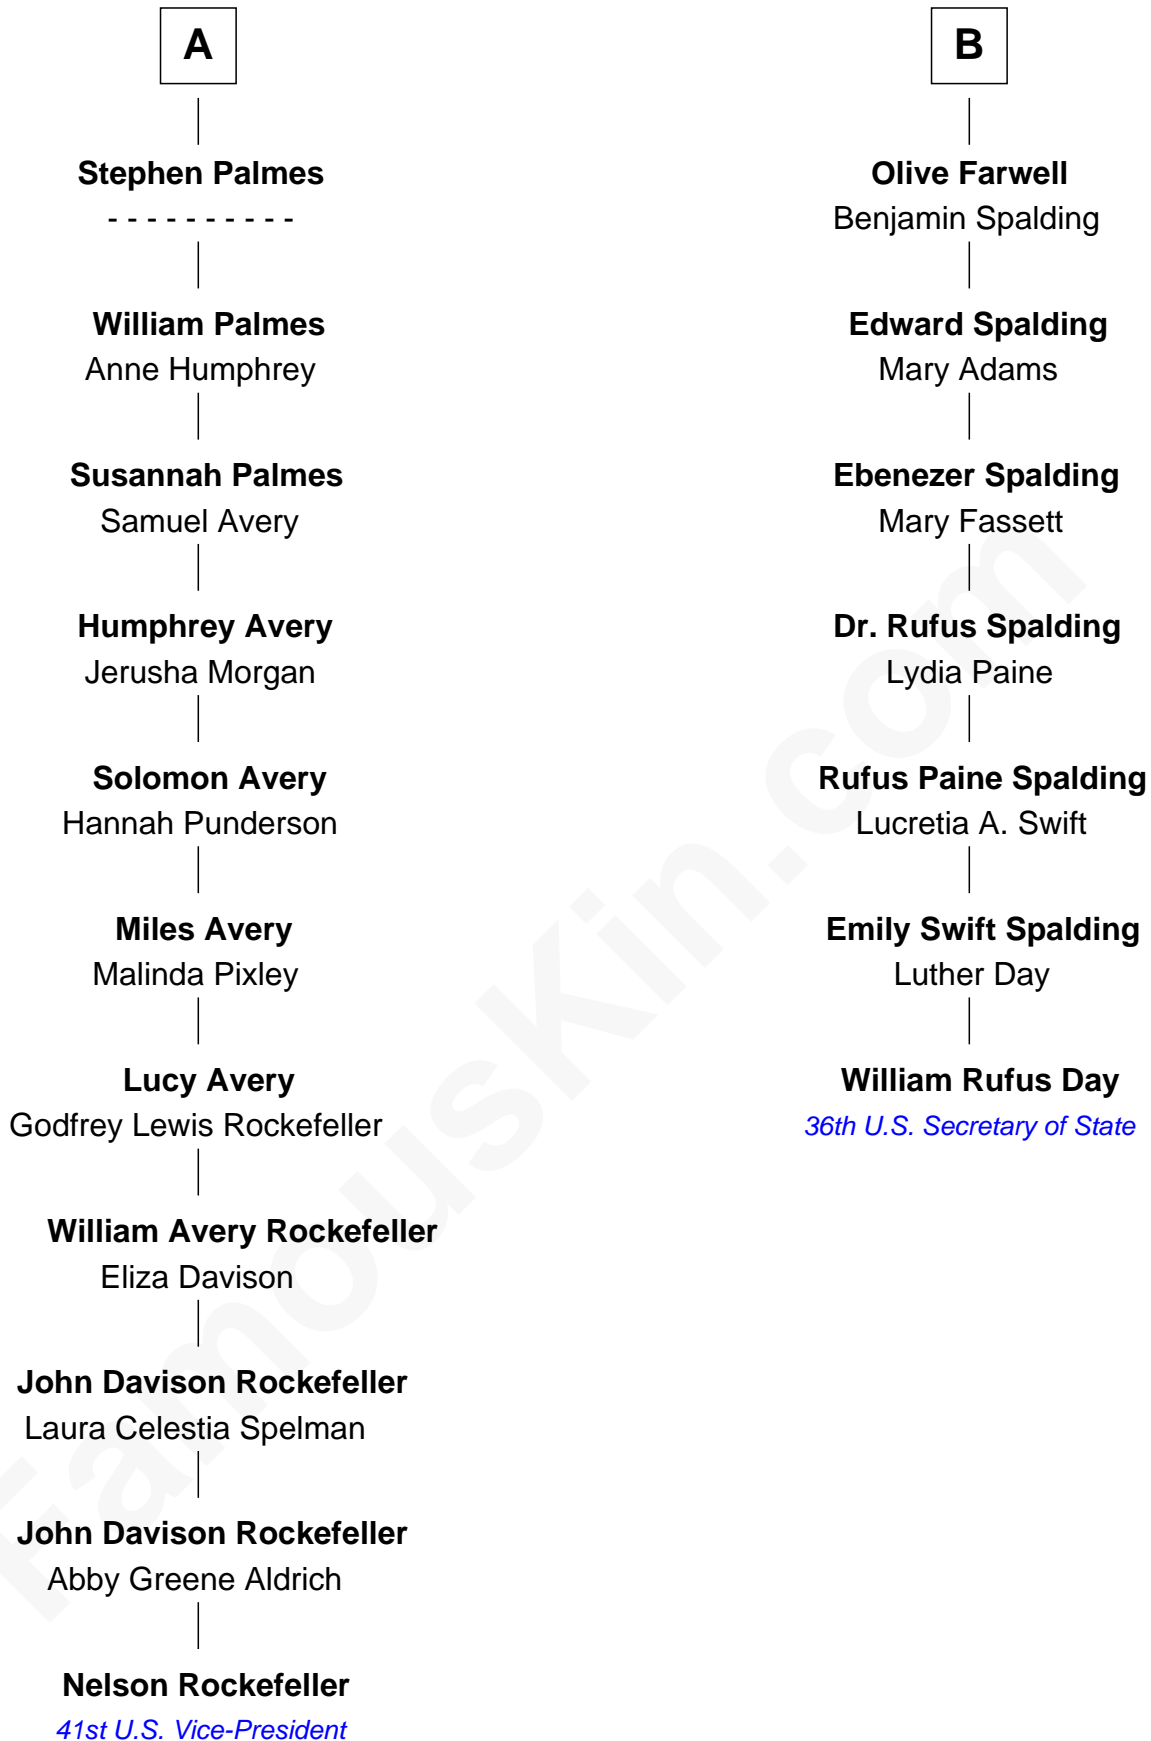 A
Stephen Palmes
- - - - - - - - - -
William Palmes
Anne Humphrey
Susannah Palmes
Samuel Avery
Humphrey Avery
Jerusha Morgan
Solomon Avery
Hannah Punderson
Miles Avery
Malinda Pixley
Lucy Avery
Godfrey Lewis Rockefeller
William Avery Rockefeller
Eliza Davison
John Davison Rockefeller
Laura Celestia Spelman
John Davison Rockefeller
Abby Greene Aldrich
Nelson Rockefeller
41st U.S. Vice-President
B
Olive Farwell
Benjamin Spalding
Edward Spalding
Mary Adams
Ebenezer Spalding
Mary Fassett
Dr. Rufus Spalding
Lydia Paine
Rufus Paine Spalding
Lucretia A. Swift
Emily Swift Spalding
Luther Day
William Rufus Day
36th U.S. Secretary of State
FamousKin.com